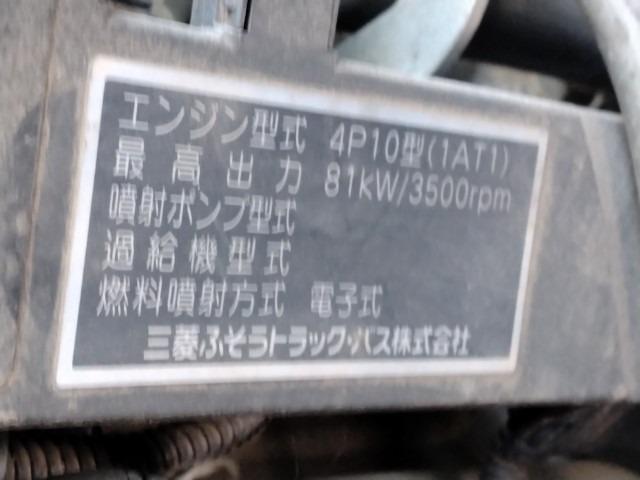 エンジン型式 4P10型(1AT1)
最高出力 81kW/3500rpm
噴射ポンプ型式
過給機型式
燃料噴射方式 電子式
三菱ふそうトラック・バス株式会社